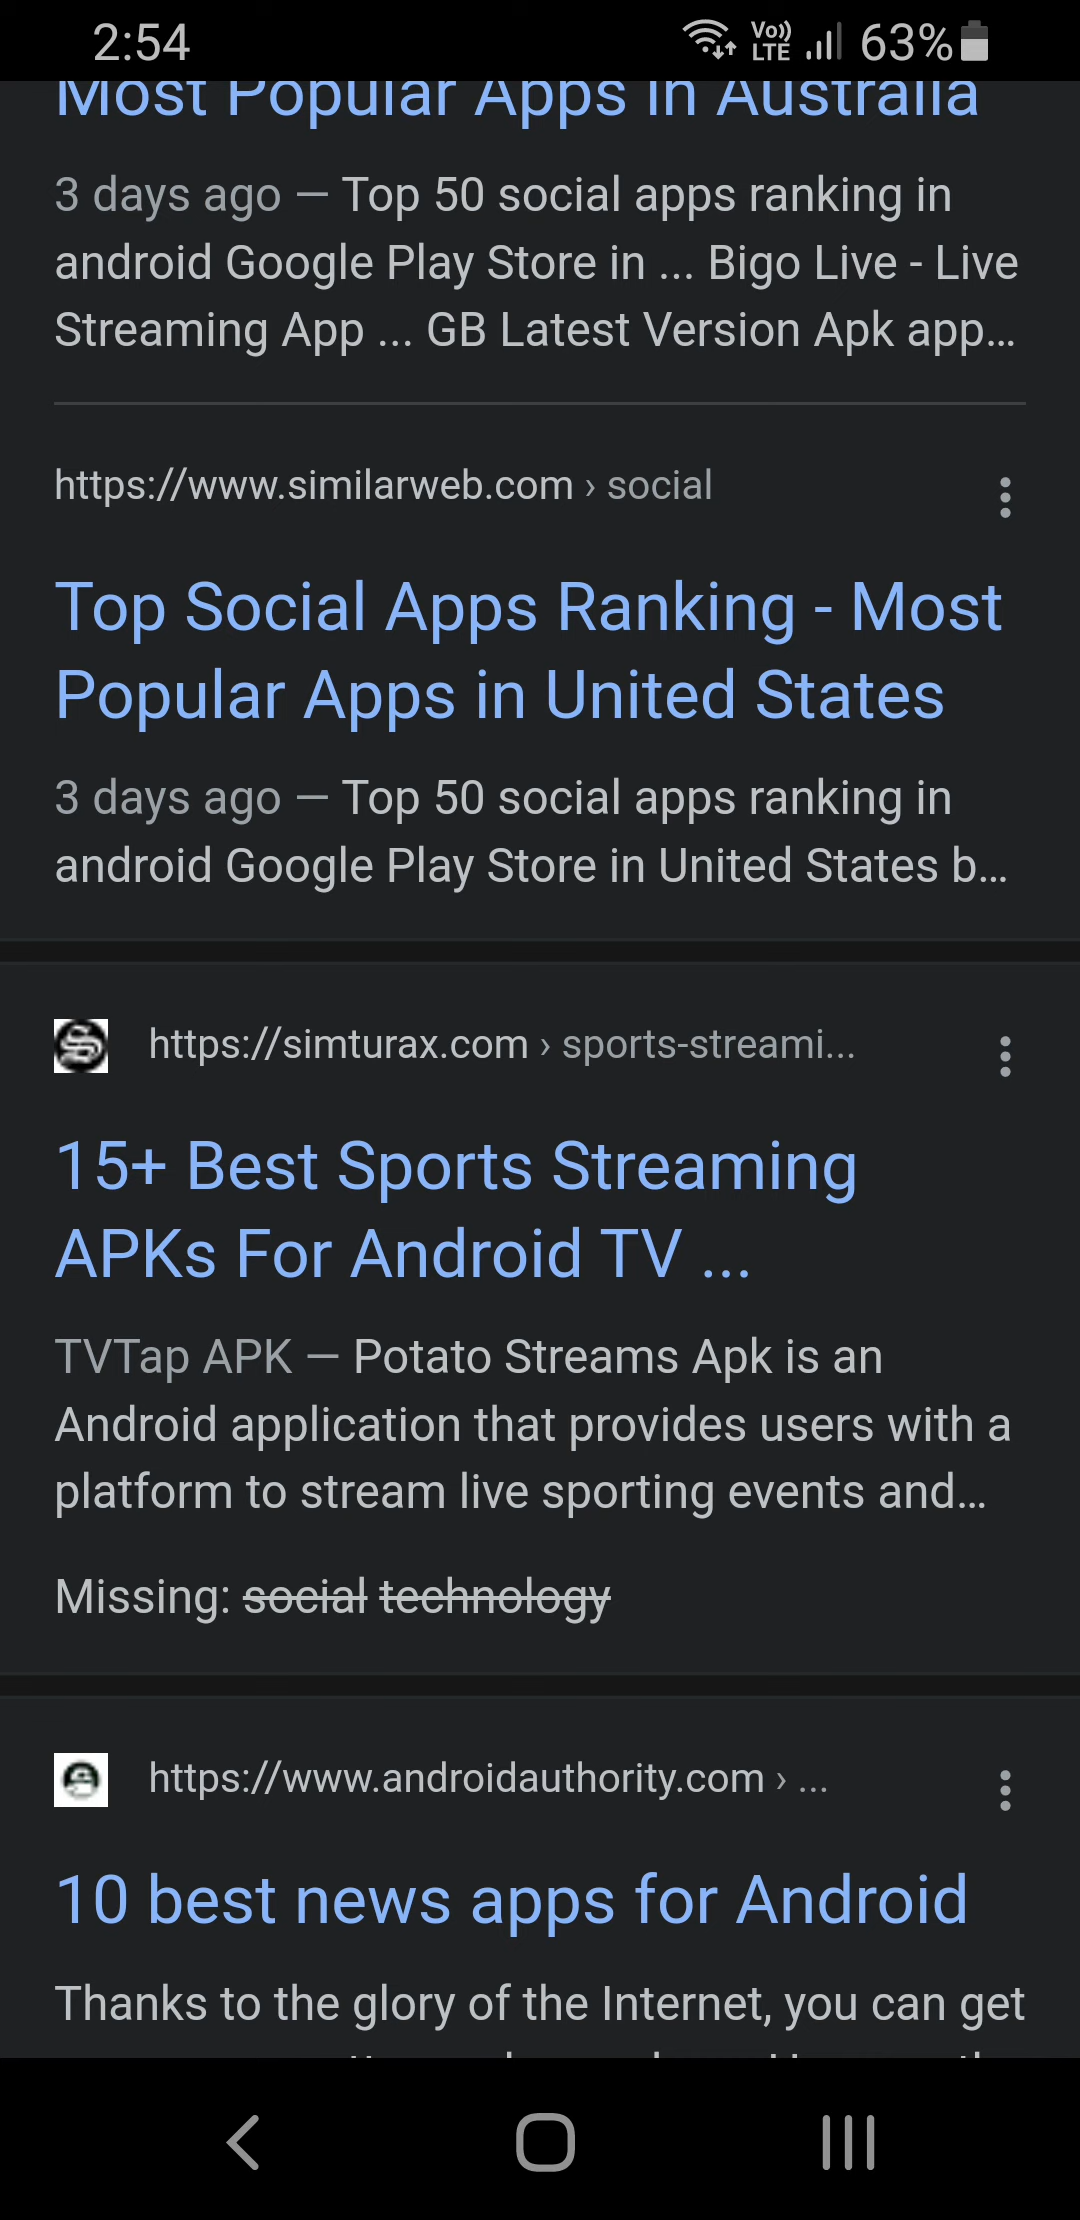 2:54 Vo)) LTE 63%
Most Popular Apps in Australia
3 days ago — Top 50 social apps ranking in
android Google Play Store in ... Bigo Live - Live
Streaming App ... GB Latest Version Apk app...
https://www.similarweb.com › social
Top Social Apps Ranking - Most
Popular Apps in United States
3 days ago — Top 50 social apps ranking in
android Google Play Store in United States b...
https://simturax.com › sports-streami...
15+ Best Sports Streaming
APKs For Android TV ...
TVTap APK — Potato Streams Apk is an
Android application that provides users with a
platform to stream live sporting events and...
Missing: social technology
https://www.androidauthority.com › ...
10 best news apps for Android
Thanks to the glory of the Internet, you can get